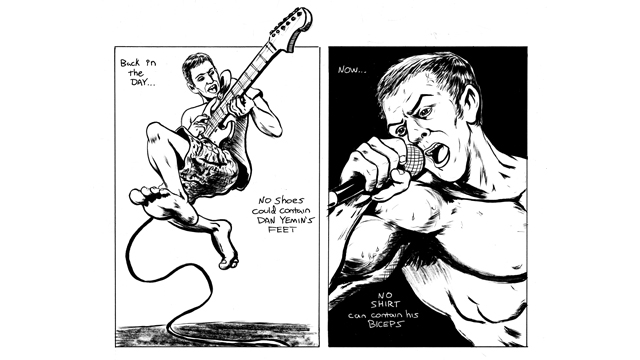 Back in
the
DAY...
NO Shoes
could contain
DAN YEMIN'S
FEET
NOW...
NO
SHIRT
can contain his
BICEPS